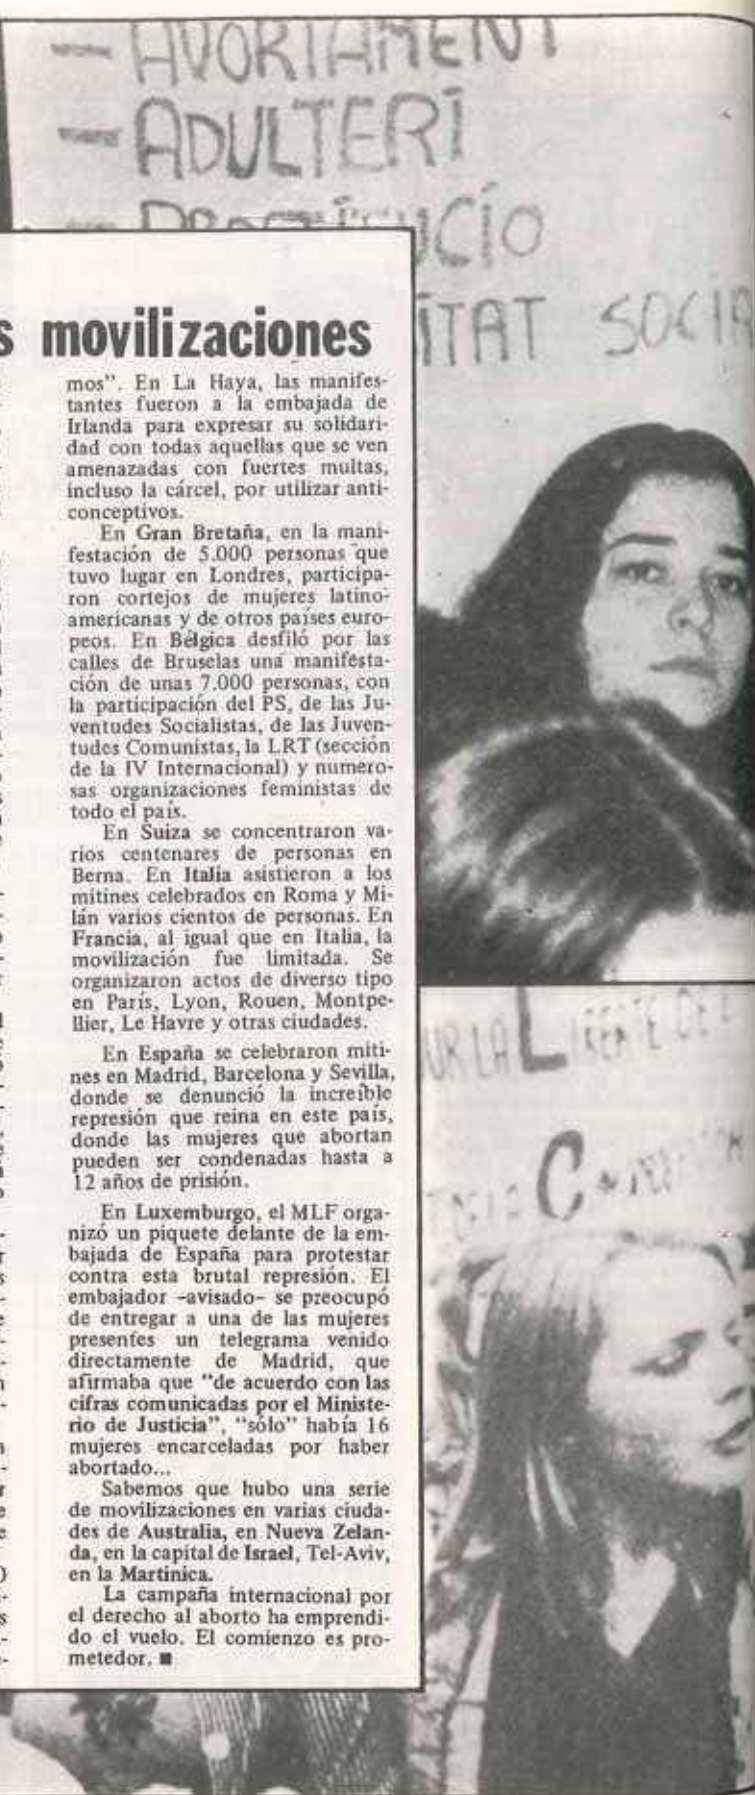 - AVORTAMENT
- ADULTERI
SOCIA
s movilizaciones
mos". En La Haya, las manifes-
tantes fueron a la embajada de
Irlanda para expresar su solidari-
dad con todas aquellas que se ven
amenazadas con fuertes multas,
incluso la cárcel, por utilizar anti-
conceptivos.
En Gran Bretaña, en la mani-
festación de 5.000 personas que
tuvo lugar en Londres, participa-
ron cortejos de mujeres latino-
americanas y de otros países euro-
peos. En Bélgica desfiló por las
calles de Bruselas una manifesta-
ción de unas 7.000 personas, con
la participación del PS, de las Ju-
ventudes Socialistas, de las Juven-
tudes Comunistas, la LRT (sección
de la IV Internacional) y numero-
sas organizaciones feministas de
todo el país.
En Suiza se concentraron va-
rios centenares de personas en
Berna. En Italia asistieron a los
mitines celebrados en Roma y Mi-
lán varios cientos de personas. En
Francia, al igual que en Italia, la
movilización fue limitada. Se
organizaron actos de diverso tipo
en París, Lyon, Rouen, Montpe-
llier, Le Havre y otras ciudades.
En España se celebraron miti-
nes en Madrid, Barcelona y Sevilla,
donde se denunció la increíble
represión que reina en este país,
donde las mujeres que abortan
pueden ser condenadas hasta a
12 años de prisión.
En Luxemburgo, el MLF orga-
nizó un piquete delante de la em-
bajada de España para protestar
contra esta brutal represión. El
embajador -avisado- se preocupó
de entregar a una de las mujeres
presentes un telegrama venido
directamente de Madrid, que
afirmaba que "de acuerdo con las
cifras comunicadas por el Ministe-
rio de Justicia", "sólo" había 16
mujeres encarceladas por haber
abortado...
Sabemos que hubo una serie
de movilizaciones en varias ciuda-
des de Australia, en Nueva Zelan-
da, en la capital de Israel, Tel-Aviv,
en la Martinica.
La campaña internacional por
el derecho al aborto ha emprendi-
do el vuelo. El comienzo es pro-
metedor. ■
UR LA LIBERTE DE